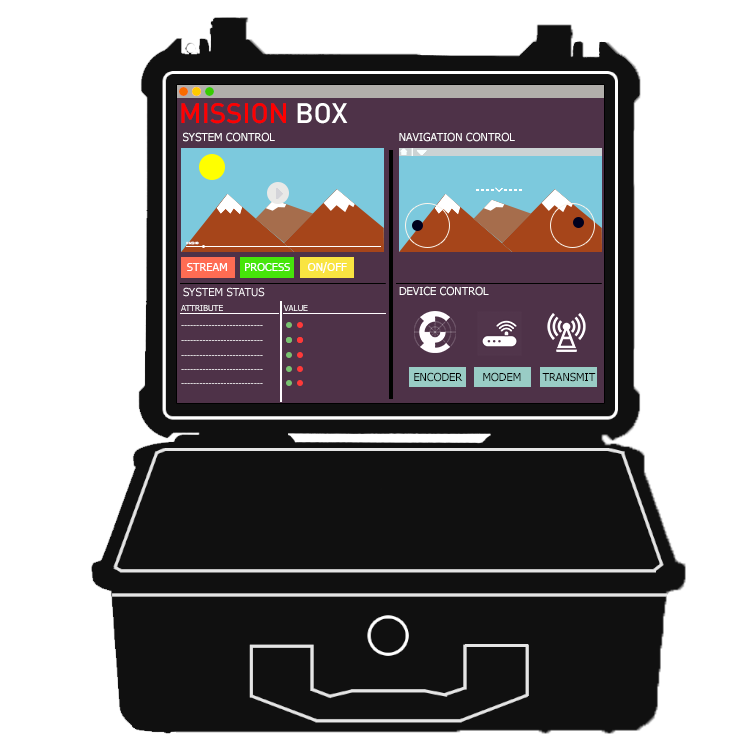 MISSION BOX
SYSTEM CONTROL
STREAM
PROCESS
ON/OFF
SYSTEM STATUS
ATTRIBUTE
VALUE
NAVIGATION CONTROL
DEVICE CONTROL
ENCODER
MODEM
TRANSMIT